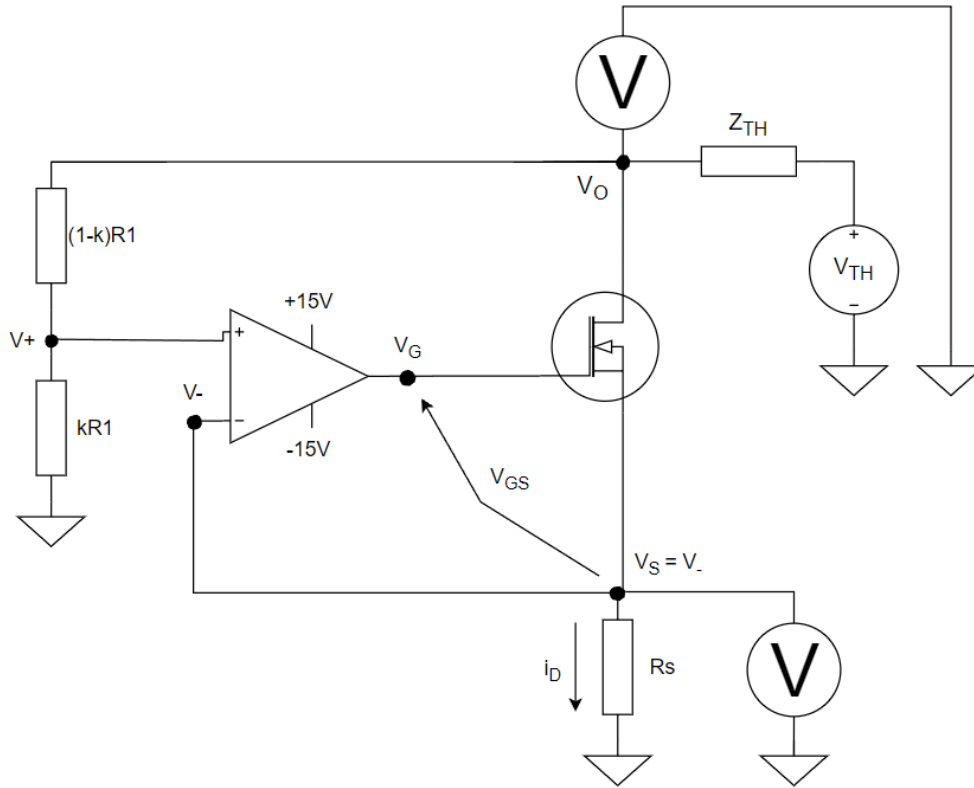 V
Z_TH
V_O
(1-k)R1
V_TH
+
−
+15V
V+
+
V_G
V-
−
kR1
-15V
V_GS
V_S = V_-
i_D
Rs
V